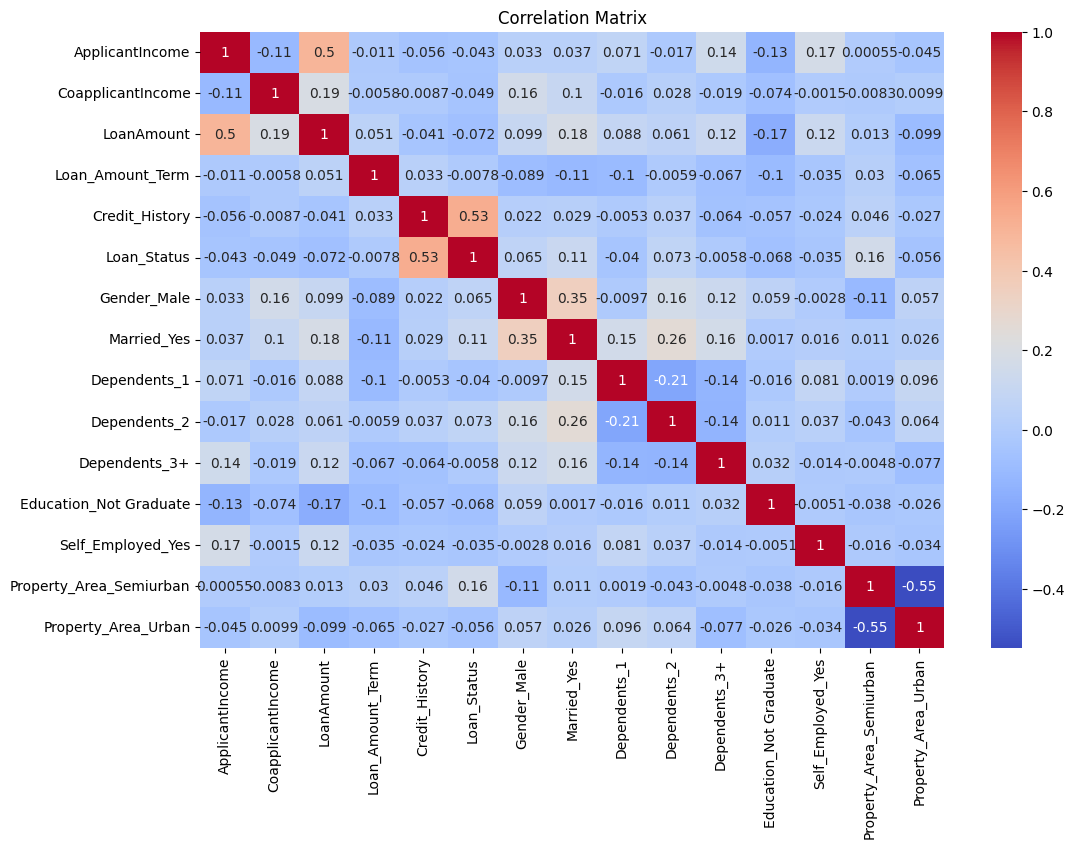 Correlation Matrix
ApplicantIncome 1 -0.11 0.5 -0.011 -0.056 -0.043 0.033 0.037 0.071 -0.017 0.14 -0.13 0.17 0.00055 -0.045
CoapplicantIncome -0.11 1 0.19 -0.0058 -0.0087 -0.049 0.16 0.1 -0.016 0.028 -0.019 -0.074 -0.0015 -0.0083 0.0099
LoanAmount 0.5 0.19 1 0.051 -0.041 -0.072 0.099 0.18 0.088 0.061 0.12 -0.17 0.12 0.013 -0.099
Loan_Amount_Term -0.011 -0.0058 0.051 1 0.033 -0.0078 -0.089 -0.11 -0.1 -0.0059 -0.067 -0.1 -0.035 0.03 -0.065
Credit_History -0.056 -0.0087 -0.041 0.033 1 0.53 0.022 0.029 -0.0053 0.037 -0.064 -0.057 -0.024 0.046 -0.027
Loan_Status -0.043 -0.049 -0.072 -0.0078 0.53 1 0.065 0.11 -0.04 0.073 -0.0058 -0.068 -0.035 0.16 -0.056
Gender_Male 0.033 0.16 0.099 -0.089 0.022 0.065 1 0.35 -0.0097 0.16 0.12 0.059 -0.0028 -0.11 0.057
Married_Yes 0.037 0.1 0.18 -0.11 0.029 0.11 0.35 1 0.15 0.26 0.16 0.0017 0.016 0.011 0.026
Dependents_1 0.071 -0.016 0.088 -0.1 -0.0053 -0.04 -0.0097 0.15 1 -0.21 -0.14 -0.016 0.081 0.0019 0.096
Dependents_2 -0.017 0.028 0.061 -0.0059 0.037 0.073 0.16 0.26 -0.21 1 -0.14 0.011 0.037 -0.043 0.064
Dependents_3+ 0.14 -0.019 0.12 -0.067 -0.064 -0.0058 0.12 0.16 -0.14 -0.14 1 0.032 -0.014 -0.0048 -0.077
Education_Not Graduate -0.13 -0.074 -0.17 -0.1 -0.057 -0.068 0.059 0.0017 -0.016 0.011 0.032 1 -0.0051 -0.038 -0.026
Self_Employed_Yes 0.17 -0.0015 0.12 -0.035 -0.024 -0.035 -0.0028 0.016 0.081 0.037 -0.014 -0.0051 1 -0.016 -0.034
Property_Area_Semiurban 0.00055 -0.0083 0.013 0.03 0.046 0.16 -0.11 0.011 0.0019 -0.043 -0.0048 -0.038 -0.016 1 -0.55
Property_Area_Urban -0.045 0.0099 -0.099 -0.065 -0.027 -0.056 0.057 0.026 0.096 0.064 -0.077 -0.026 -0.034 -0.55 1
ApplicantIncome
CoapplicantIncome
LoanAmount
Loan_Amount_Term
Credit_History
Loan_Status
Gender_Male
Married_Yes
Dependents_1
Dependents_2
Dependents_3+
Education_Not Graduate
Self_Employed_Yes
Property_Area_Semiurban
Property_Area_Urban
1.0
0.8
0.6
0.4
0.2
0.0
−0.2
−0.4